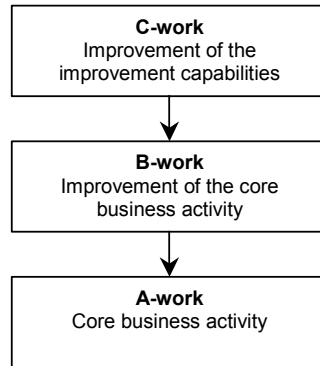 C-work
Improvement of the
improvement capabilities
B-work
Improvement of the core
business activity
A-work
Core business activity